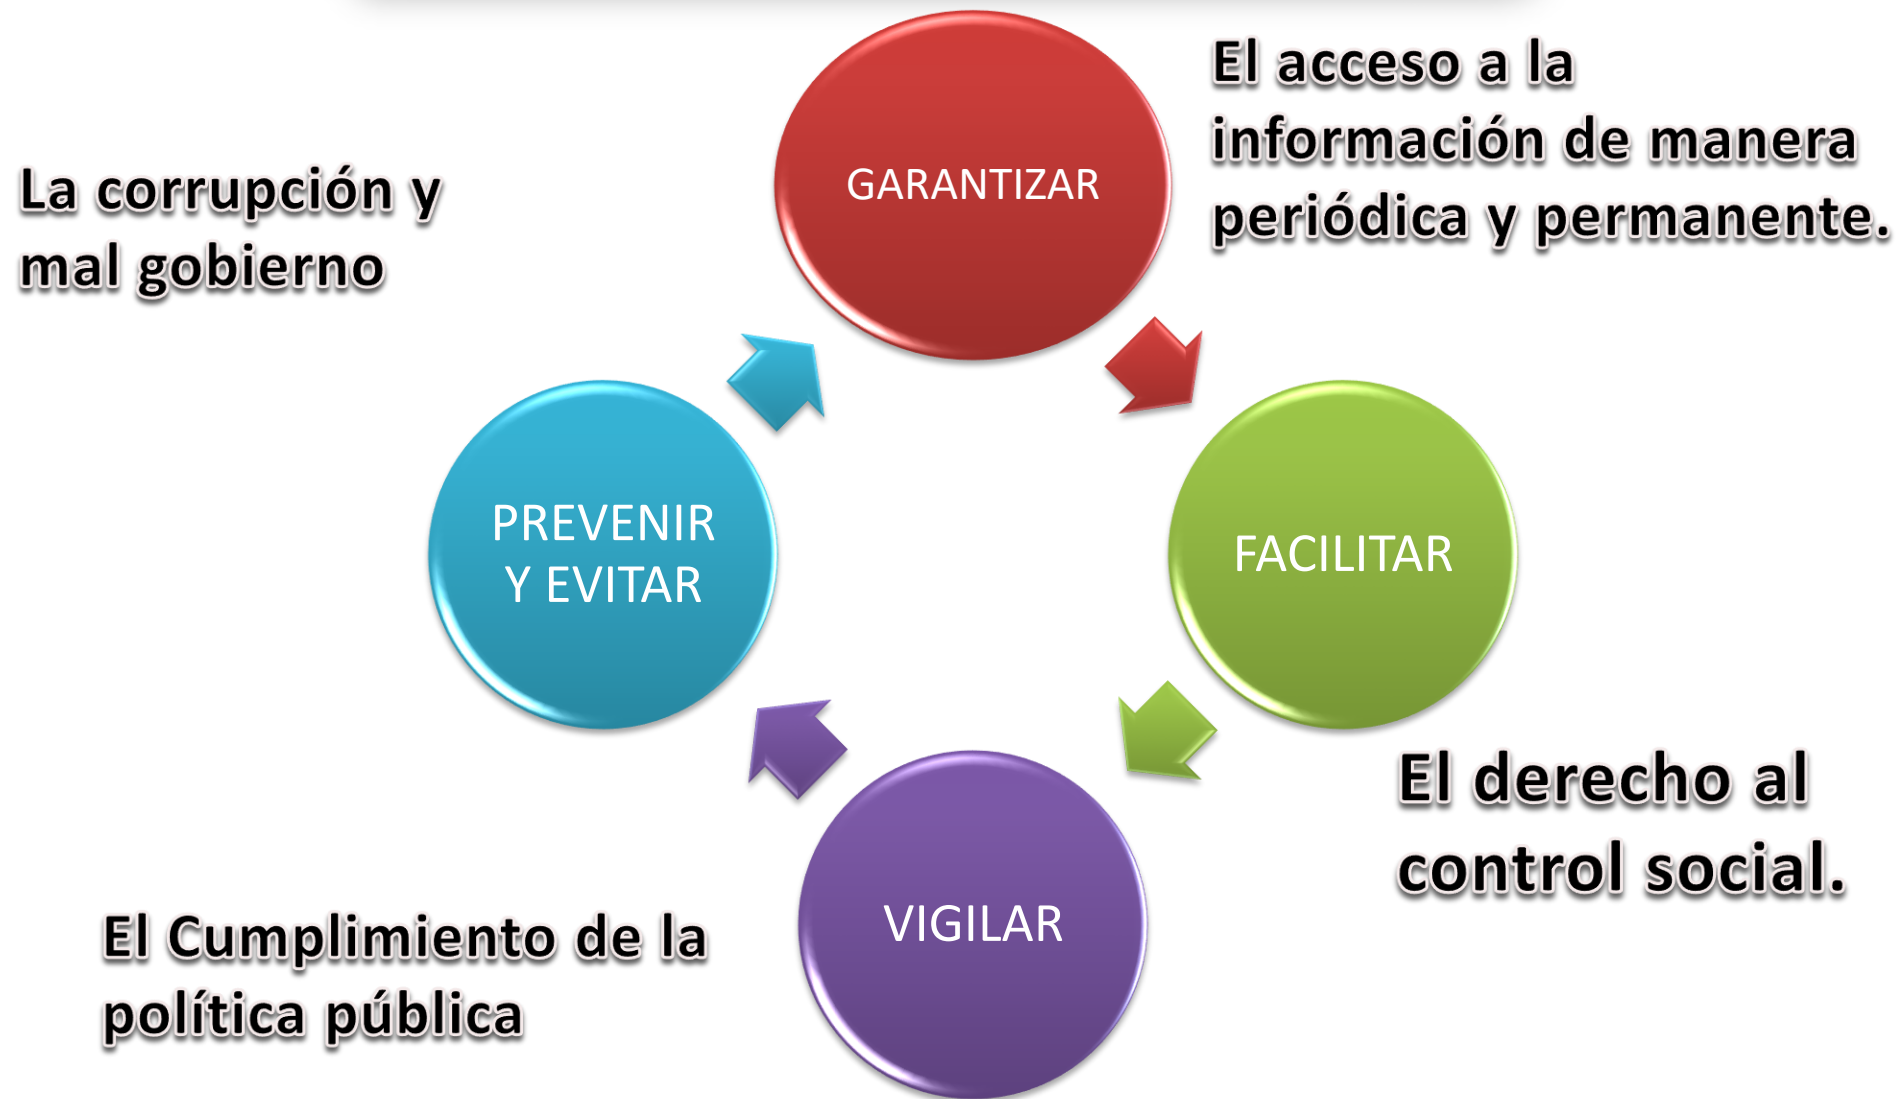 GARANTIZAR
El acceso a la
información de manera
periódica y permanente.
FACILITAR
El derecho al
control social.
VIGILAR
El Cumplimiento de la
política pública
PREVENIR
Y EVITAR
La corrupción y
mal gobierno